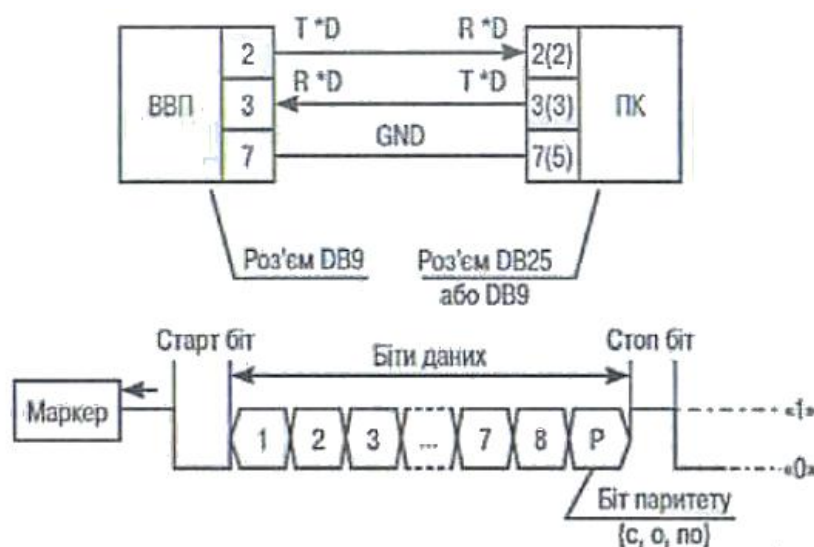 T *D R *D
2 2(2)
R *D T *D
ВВП 3 3(3) ПК
GND
7 7(5)
Роз'єм DB9 Роз'єм DB25
або DB9
Старт біт Біти даних Стоп біт
Маркер
«1»
1 2 3 ... 7 8 P
«0»
Біт паритету
(с, о, no)